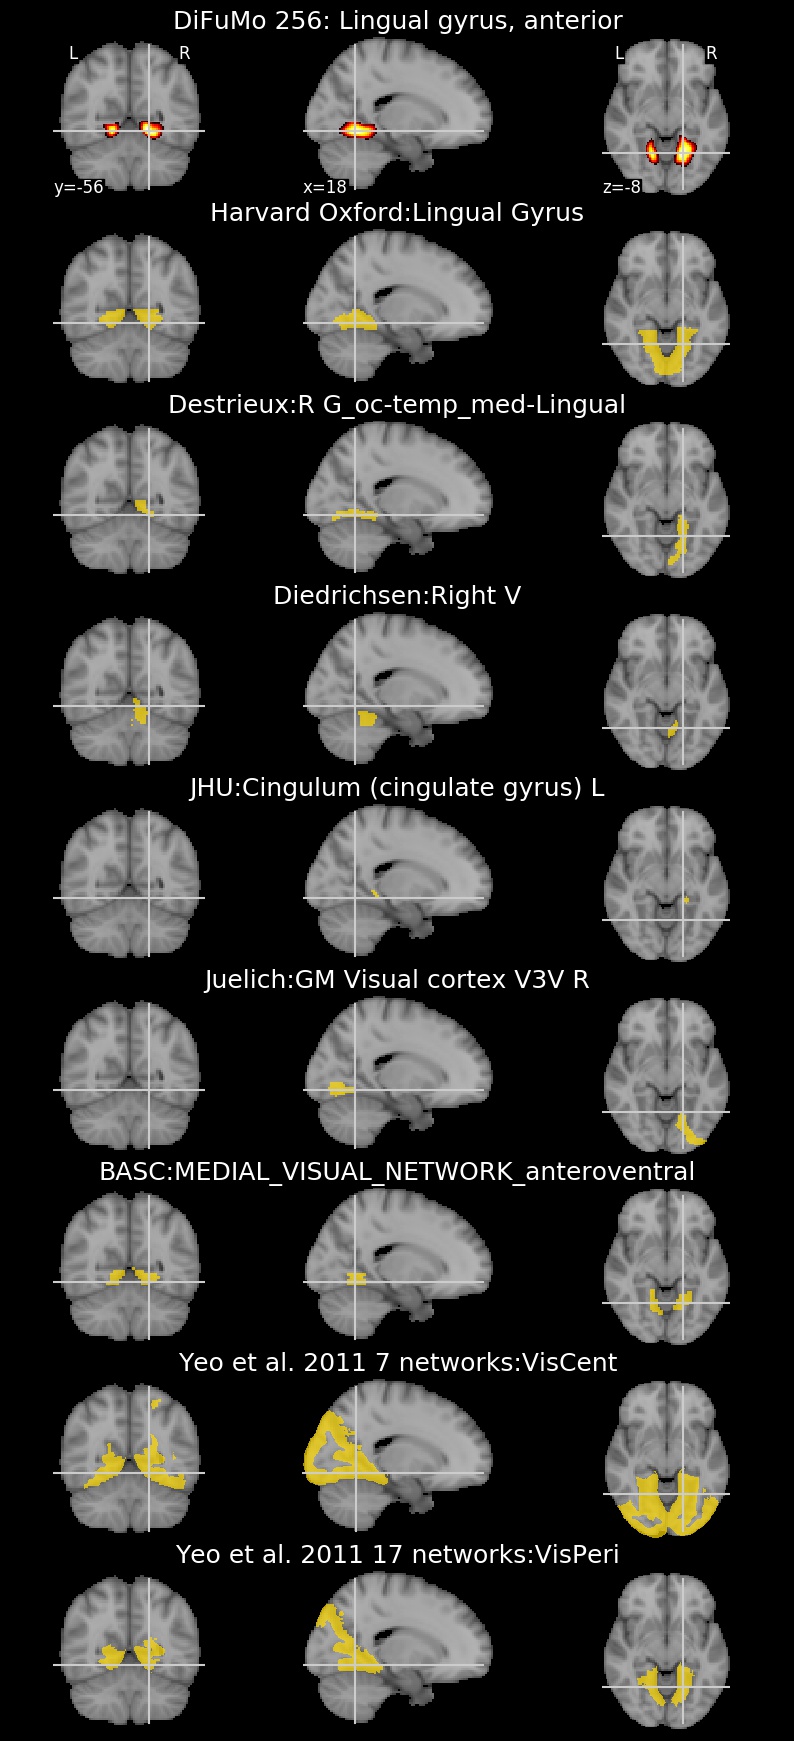 DiFuMo 256: Lingual gyrus, anterior
L R L R
y=-56 x=18 z=-8
Harvard Oxford:Lingual Gyrus
Destrieux:R G_oc-temp_med-Lingual
Diedrichsen:Right V
JHU:Cingulum (cingulate gyrus) L
Juelich:GM Visual cortex V3V R
BASC:MEDIAL_VISUAL_NETWORK_anteroventral
Yeo et al. 2011 7 networks:VisCent
Yeo et al. 2011 17 networks:VisPeri